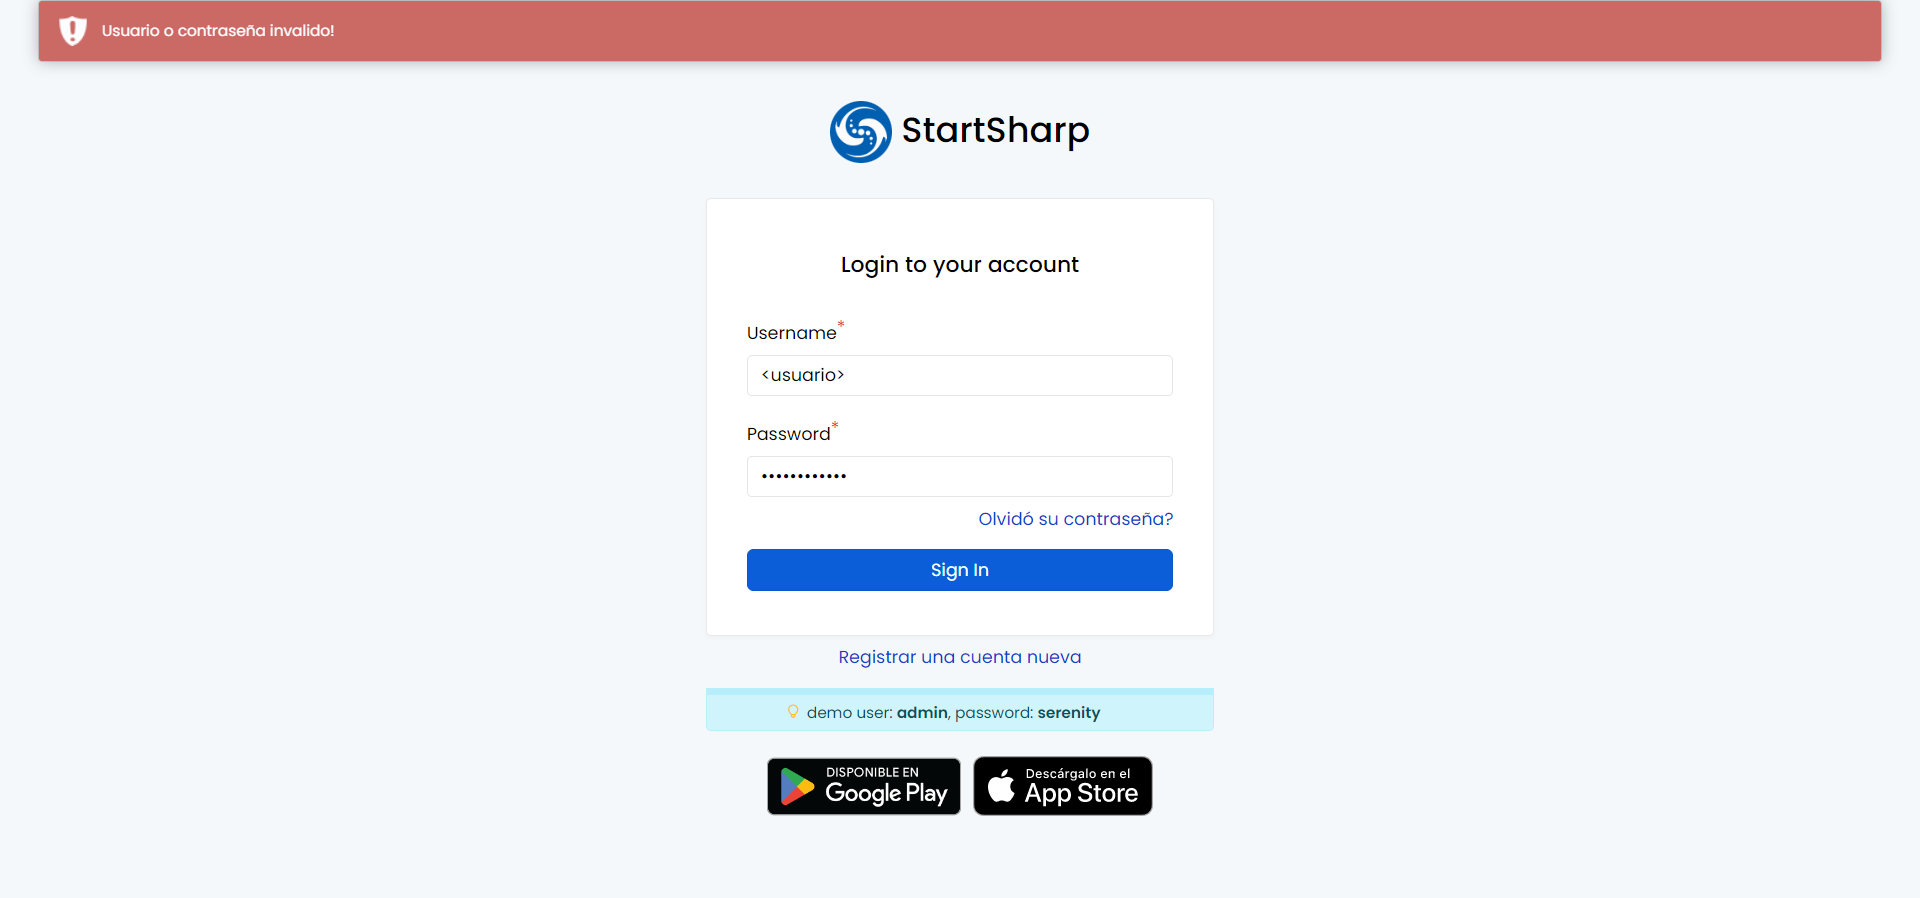 Usuario o contraseña invalido!
StartSharp
Login to your account
Username*
<usuario>
Password*
••••••••••••
Olvidó su contraseña?
Sign In
Registrar una cuenta nueva
demo user: admin, password: serenity
DISPONIBLE EN
Google Play
Descárgalo en el
App Store